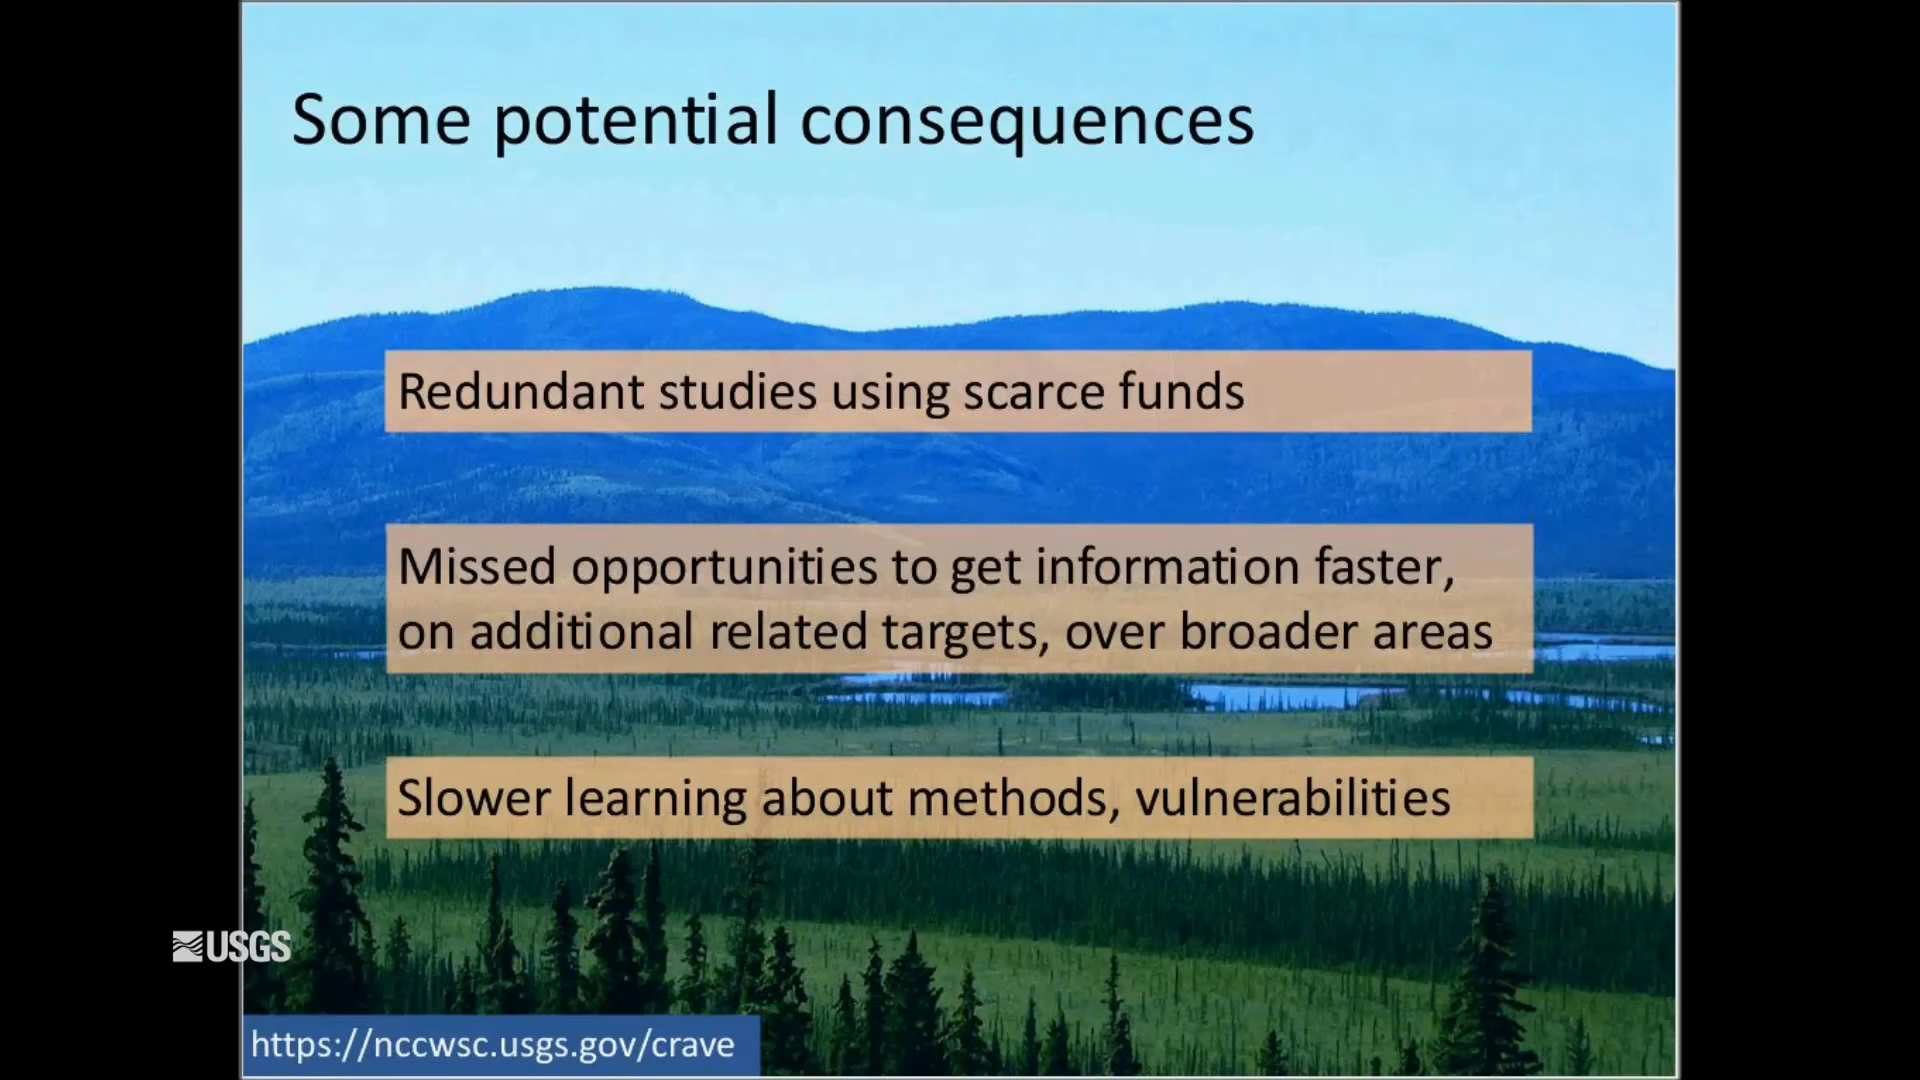 Some potential consequences
Redundant studies using scarce funds
Missed opportunities to get information faster,
on additional related targets, over broader areas
Slower learning about methods, vulnerabilities
USGS
https://nccwsc.usgs.gov/crave